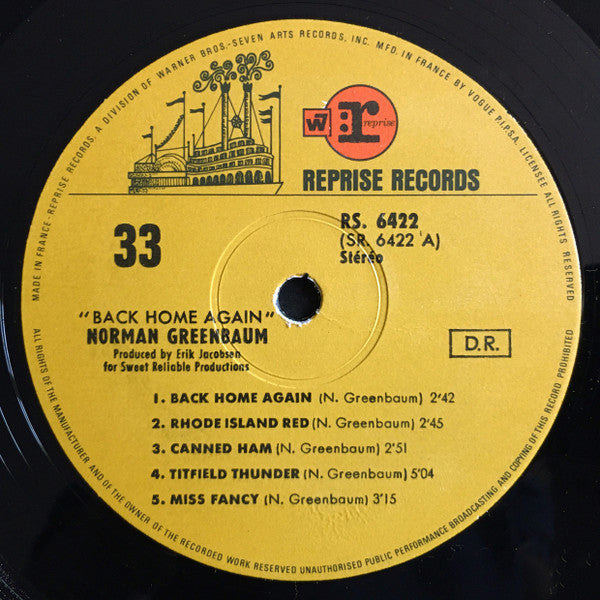 MADE IN FRANCE - REPRISE RECORDS, A DIVISION OF WARNER BROS.-SEVEN ARTS RECORDS, INC. MFD. IN FRANCE BY VOGUE P.I.P.S.A. LICENSEE ALL RIGHTS RESERVED
W7
r
reprise
REPRISE RECORDS
33
RS. 6422
(SR. 6422 A)
Stéréo
"BACK HOME AGAIN"
NORMAN GREENBAUM
Produced by Erik Jacobsen
for Sweet Reliable Productions
D.R.
1. BACK HOME AGAIN (N. Greenbaum) 2'42
2. RHODE ISLAND RED (N. Greenbaum) 2'45
3. CANNED HAM (N. Greenbaum) 2'51
4. TITFIELD THUNDER (N. Greenbaum) 5'04
5. MISS FANCY (N. Greenbaum) 3'15
ALL RIGHTS OF THE MANUFACTURER AND OF THE OWNER OF THE RECORDED WORK RESERVED UNAUTHORISED PUBLIC PERFORMANCE BROADCASTING AND COPYING OF THIS RECORD PROHIBITED